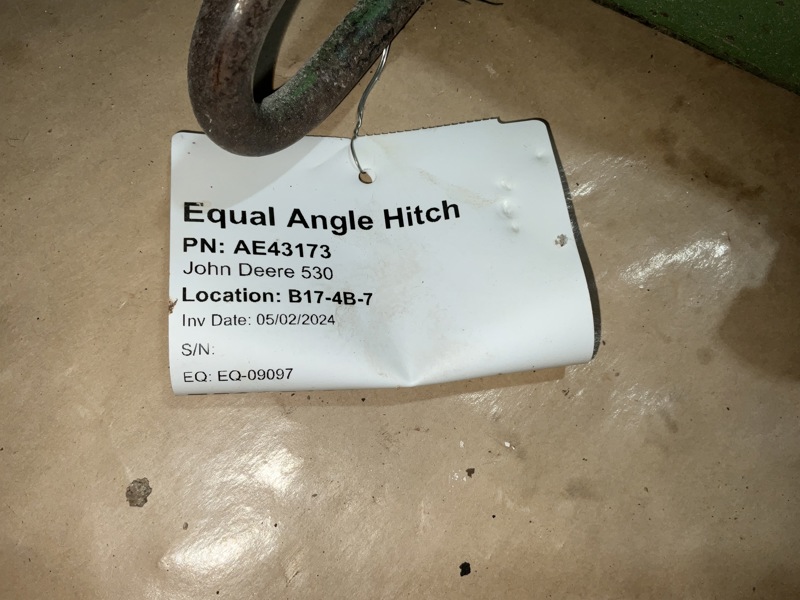 Equal Angle Hitch
PN: AE43173
John Deere 530
Location: B17-4B-7
Inv Date: 05/02/2024
S/N:
EQ: EQ-09097